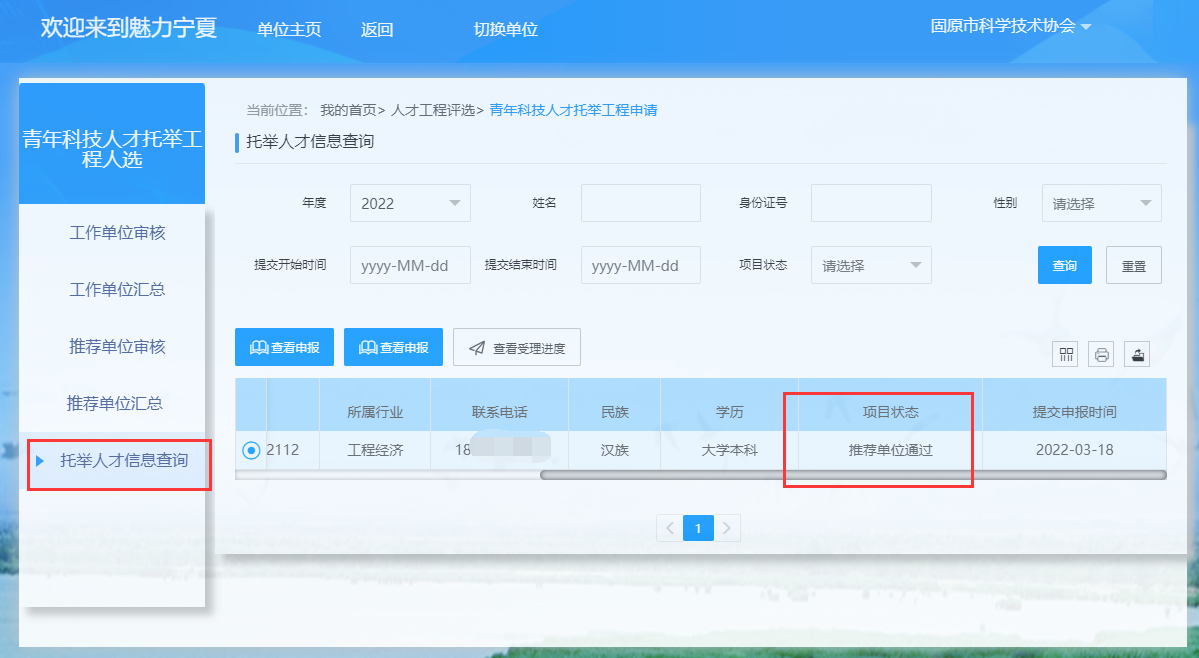 欢迎来到魅力宁夏
单位主页
返回
切换单位
固原市科学技术协会
青年科技人才托举工
程人选
工作单位审核
工作单位汇总
推荐单位审核
推荐单位汇总
托举人才信息查询
当前位置: 我的首页> 人才工程评选> 青年科技人才托举工程申请
托举人才信息查询
年度 2022 姓名 身份证号 性别 请选择
提交开始时间 yyyy-MM-dd 提交结束时间 yyyy-MM-dd 项目状态 请选择 查询 重置
查看申报 查看申报 查看受理进度
所属行业 联系电话 民族 学历 项目状态 提交申报时间
2112 工程经济 18 汉族 大学本科 推荐单位通过 2022-03-18
1